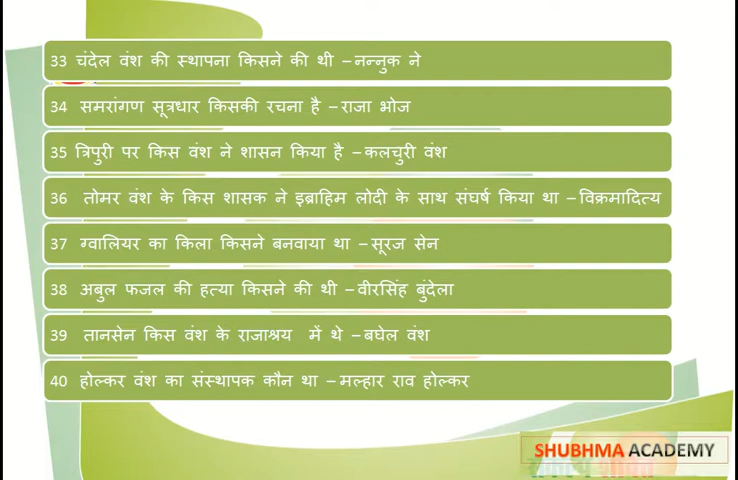 33 चंदेल वंश की स्थापना किसने की थी – नन्नुक ने
34 समरांगण सूत्रधार किसकी रचना है – राजा भोज
35 त्रिपुरी पर किस वंश ने शासन किया है – कलचुरी वंश
36 तोमर वंश के किस शासक ने इब्राहिम लोदी के साथ संघर्ष किया था – विक्रमादित्य
37 ग्वालियर का किला किसने बनवाया था – सूरज सेन
38 अबुल फजल की हत्या किसने की थी – वीरसिंह बुंदेला
39 तानसेन किस वंश के राजाश्रय में थे – बघेल वंश
40 होल्कर वंश का संस्थापक कौन था – मल्हार राव होल्कर
SHUBHMA ACADEMY